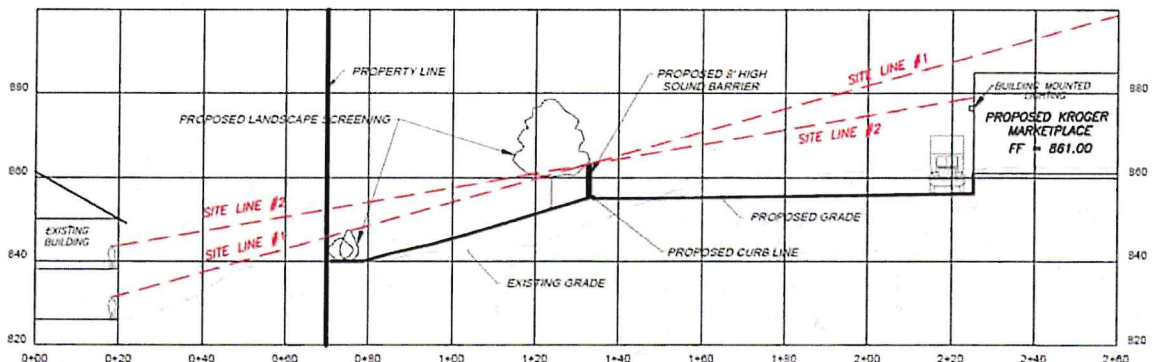 PROPERTY LINE
PROPOSED 8' HIGH
SOUND BARRIER
SITE LINE #1
880
880
BUILDING MOUNTED
LIGHTING
PROPOSED LANDSCAPE SCREENING
SITE LINE #2
PROPOSED KROGER
MARKETPLACE
FF = 861.00
860
860
SITE LINE #2
PROPOSED GRADE
EXISTING
BUILDING
SITE LINE #1
840
840
PROPOSED CURB LINE
EXISTING GRADE
820
820
0+00
0+20
0+40
0+60
0+80
1+00
1+20
1+40
1+60
1+80
2+00
2+20
2+40
2+60